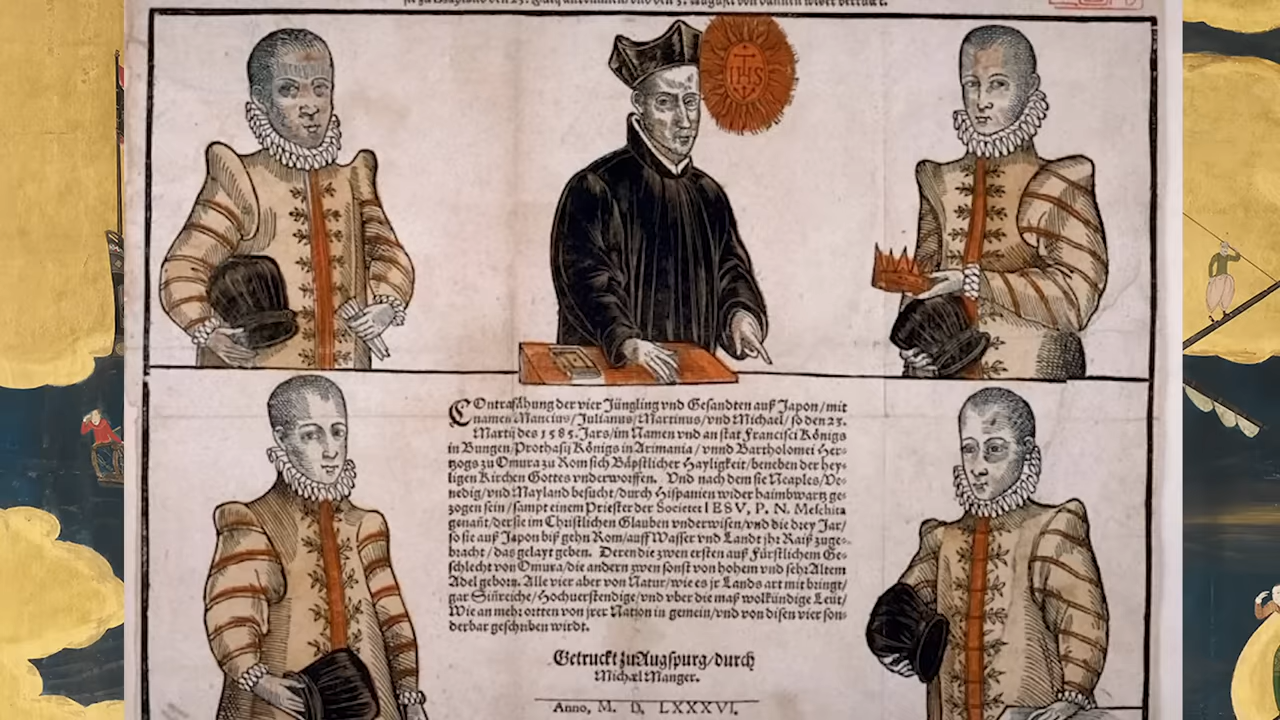 IHS
COntrafähung der vier Jüngling vnd Gesandten auß Japon/mit
namen Mancius/Julianus/Martinus/vnd Michael/so den 23.
Martij des 1585. Jars/im Namen vnd an stat Francisci Königs
in Bungen/Prothasij Königs in Arimania/vnnd Bartholomei Her-
tzogs zu Omura zu Rom sich Bäpstlicher Hayligkeit/beneben der hey-
ligen Kirchen Gottes vnderworffen. Vnd nach dem sie Neaples/Ve-
nedig/vnd Mayland besucht/durch Hispanien wider haimbwartz ge-
zogen sein/sampt einem Priester der Societet IESV, P. N. Meschita
genañt/der sie im Christlichen Glauben vnderwisen/vnd die drey Jar/
so sie auß Japon biß gehn Rom/auff Wasser vnd Landt jhr Raiß zuge-
bracht/das gelayt geben. Deren die zwen ersten auß Fürstlichem Ge-
schlecht von Omura/die andern zwen sonst von hohem vnd sehr Altem
Adel geborn. Alle vier aber von Natur/wie es jr Lands art mit bringt/
gar Siñreiche/Hochuerstendige/vnd vber die maß wolkündige Leut/
Wie an mehr ortten von jrer Nation in gemein/vnd von disen vier son-
derbar geschriben wirdt.
Getruckt zu Augspurg/durch
Michael Manger.
Anno, M. D. LXXXVI.